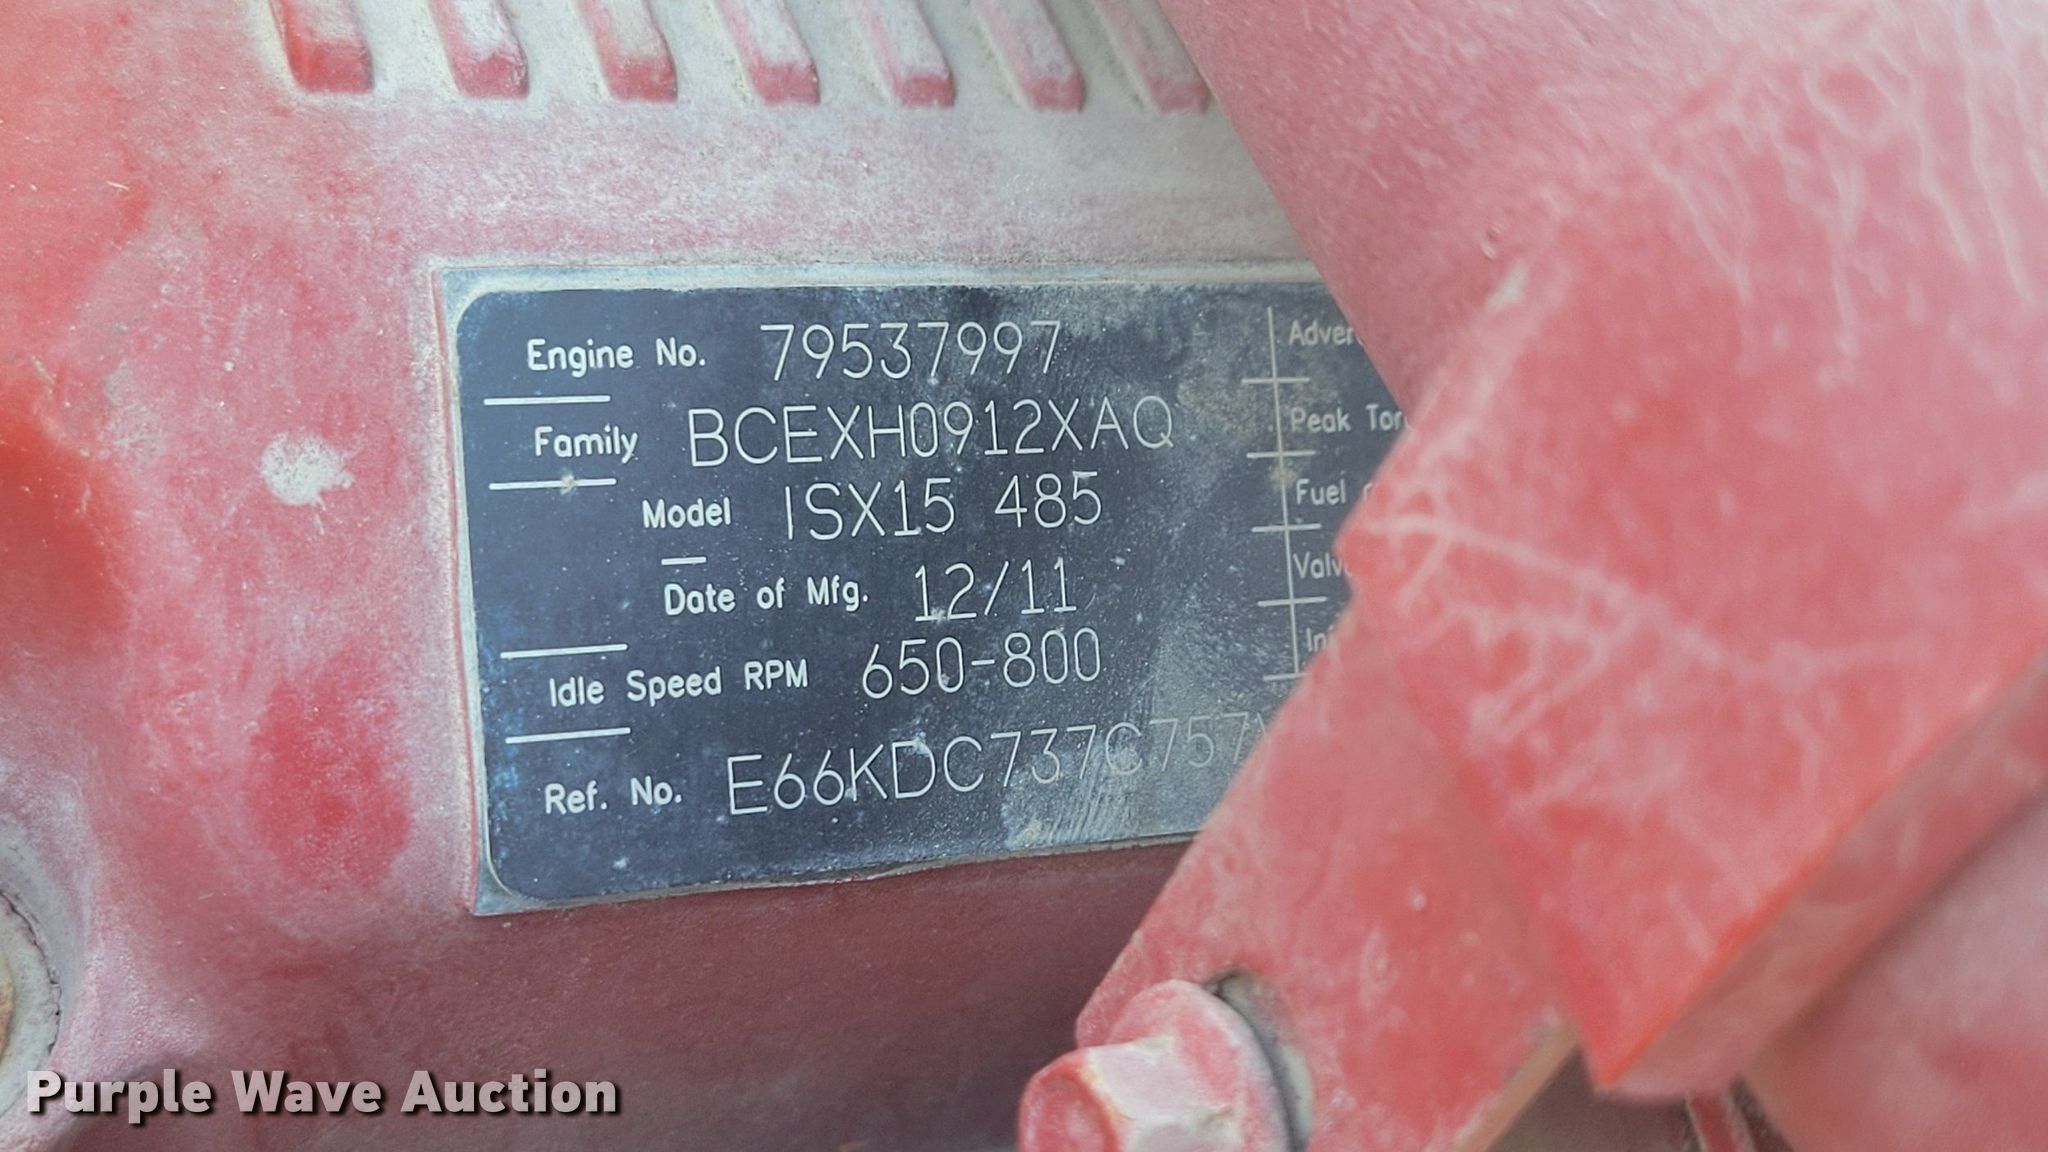 Engine No. 79537997
Family BCEXH0912XAQ
Model ISX15 485
Date of Mfg. 12/11
Idle Speed RPM 650-800
Ref. No. E66KDC737C757
Peak
Fuel
Purple Wave Auction